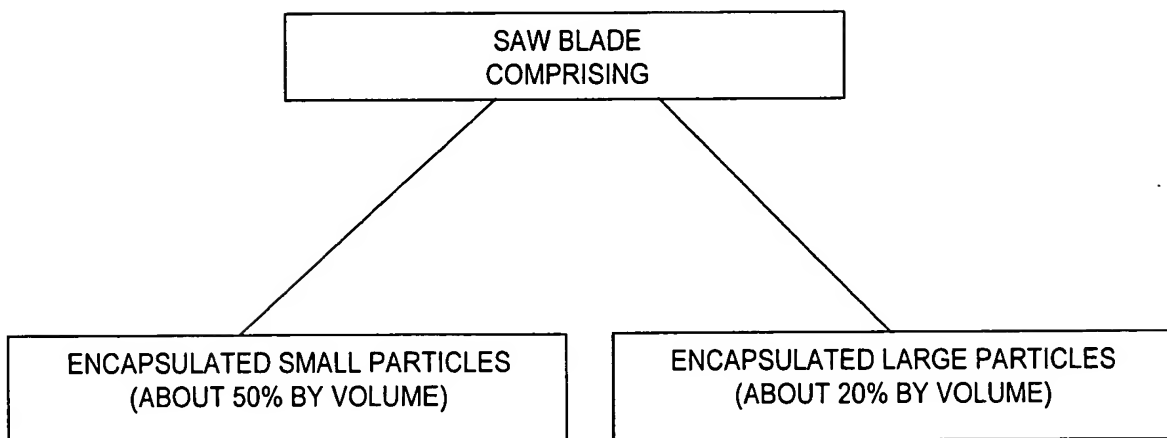 SAW BLADE
COMPRISING
ENCAPSULATED SMALL PARTICLES
(ABOUT 50% BY VOLUME)
ENCAPSULATED LARGE PARTICLES
(ABOUT 20% BY VOLUME)